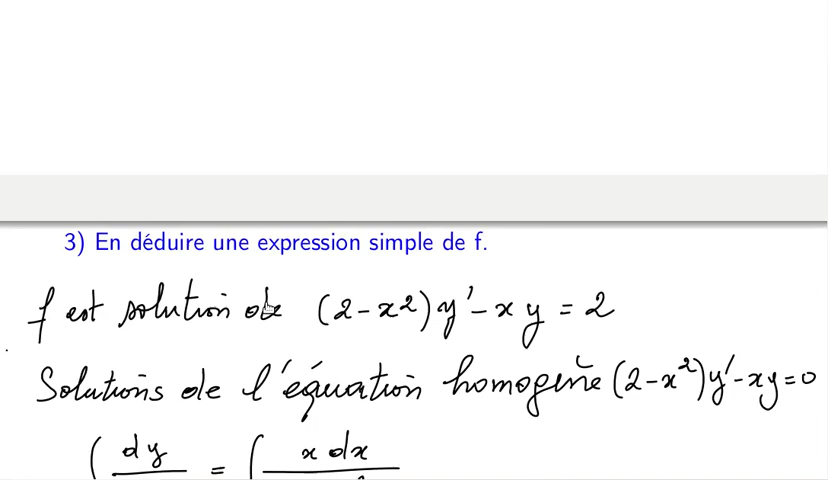 3) En déduire une expression simple de f.
f est solution de (2-x²)y'-xy = 2
Solutions de l'équation homogène (2-x²)y'-xy=0
∫ dy = ∫ x dx